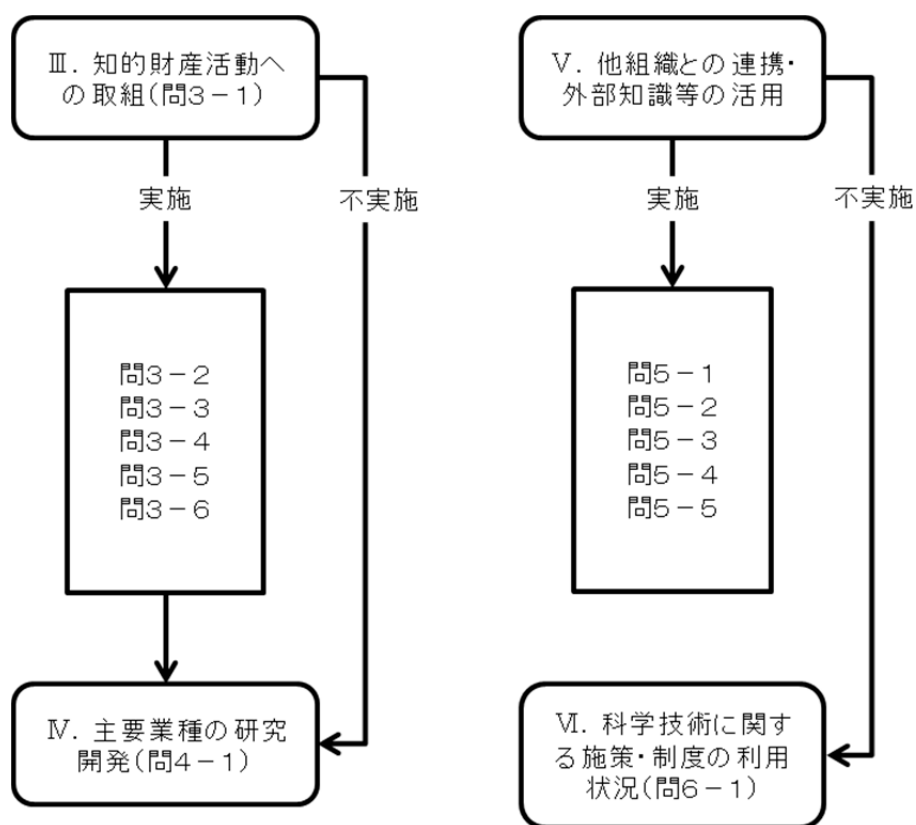 Ⅲ．知的財産活動へ
の取組(問３－１)
実施
不実施
問３－２
問３－３
問３－４
問３－５
問３－６
Ⅳ．主要業種の研究
開発(問４－１)
Ⅴ．他組織との連携・
外部知識等の活用
実施
不実施
問５－１
問５－２
問５－３
問５－４
問５－５
Ⅵ．科学技術に関す
る施策・制度の利用
状況(問６－１)